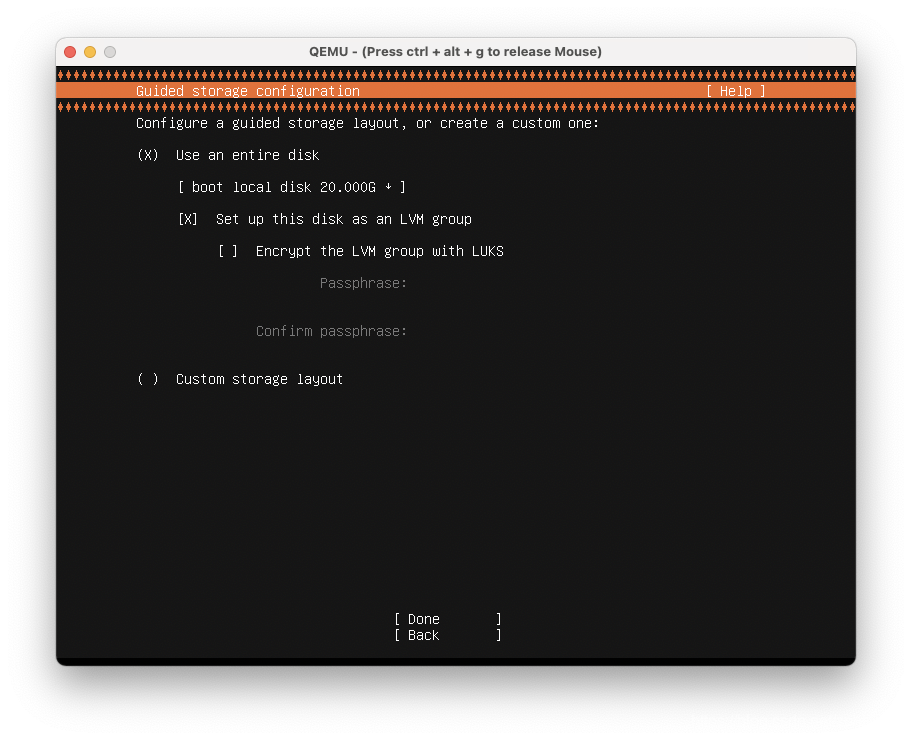 QEMU - (Press ctrl + alt + g to release Mouse)
Guided storage configuration [ Help ]
Configure a guided storage layout, or create a custom one:
(X) Use an entire disk
[ boot local disk 20.000G ▾ ]
[X] Set up this disk as an LVM group
[ ] Encrypt the LVM group with LUKS
Passphrase:
Confirm passphrase:
( ) Custom storage layout
[ Done ]
[ Back ]